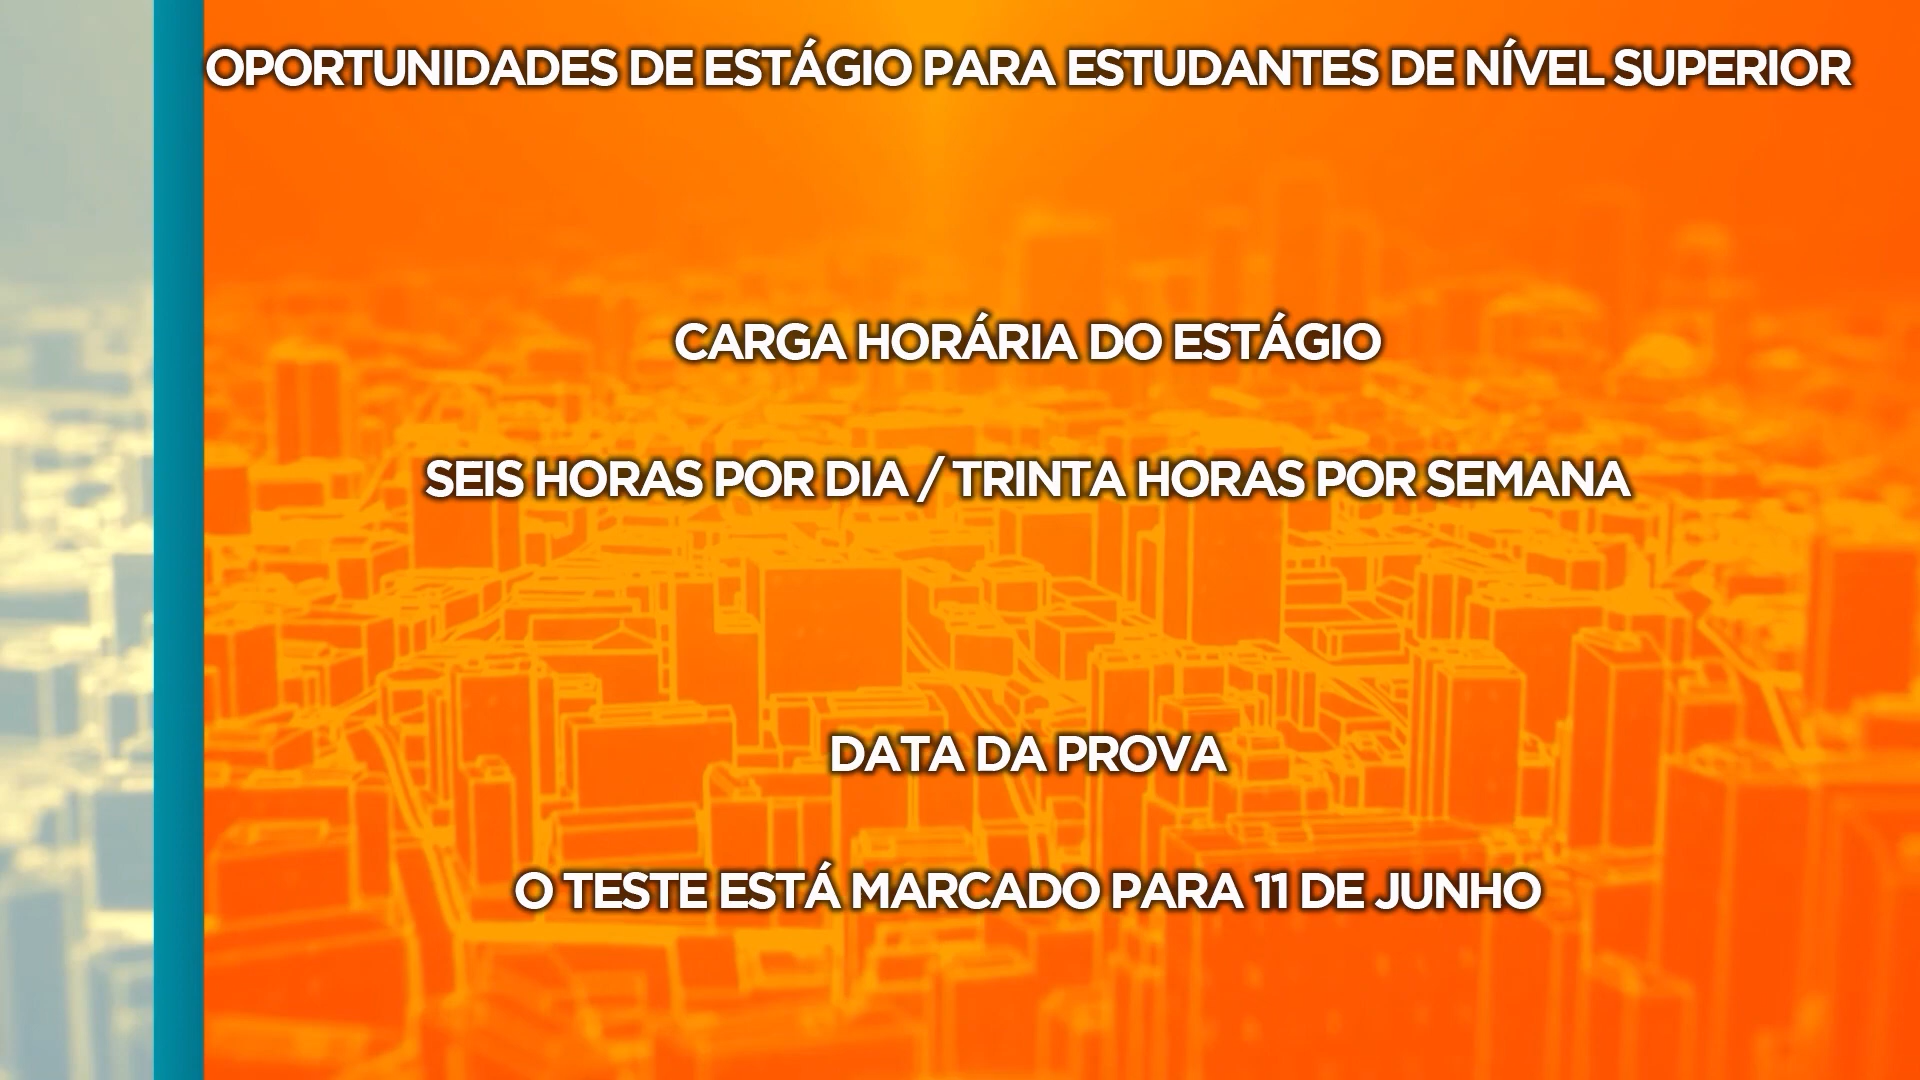 OPORTUNIDADES DE ESTÁGIO PARA ESTUDANTES DE NÍVEL SUPERIOR
CARGA HORÁRIA DO ESTÁGIO
SEIS HORAS POR DIA / TRINTA HORAS POR SEMANA
DATA DA PROVA
O TESTE ESTÁ MARCADO PARA 11 DE JUNHO